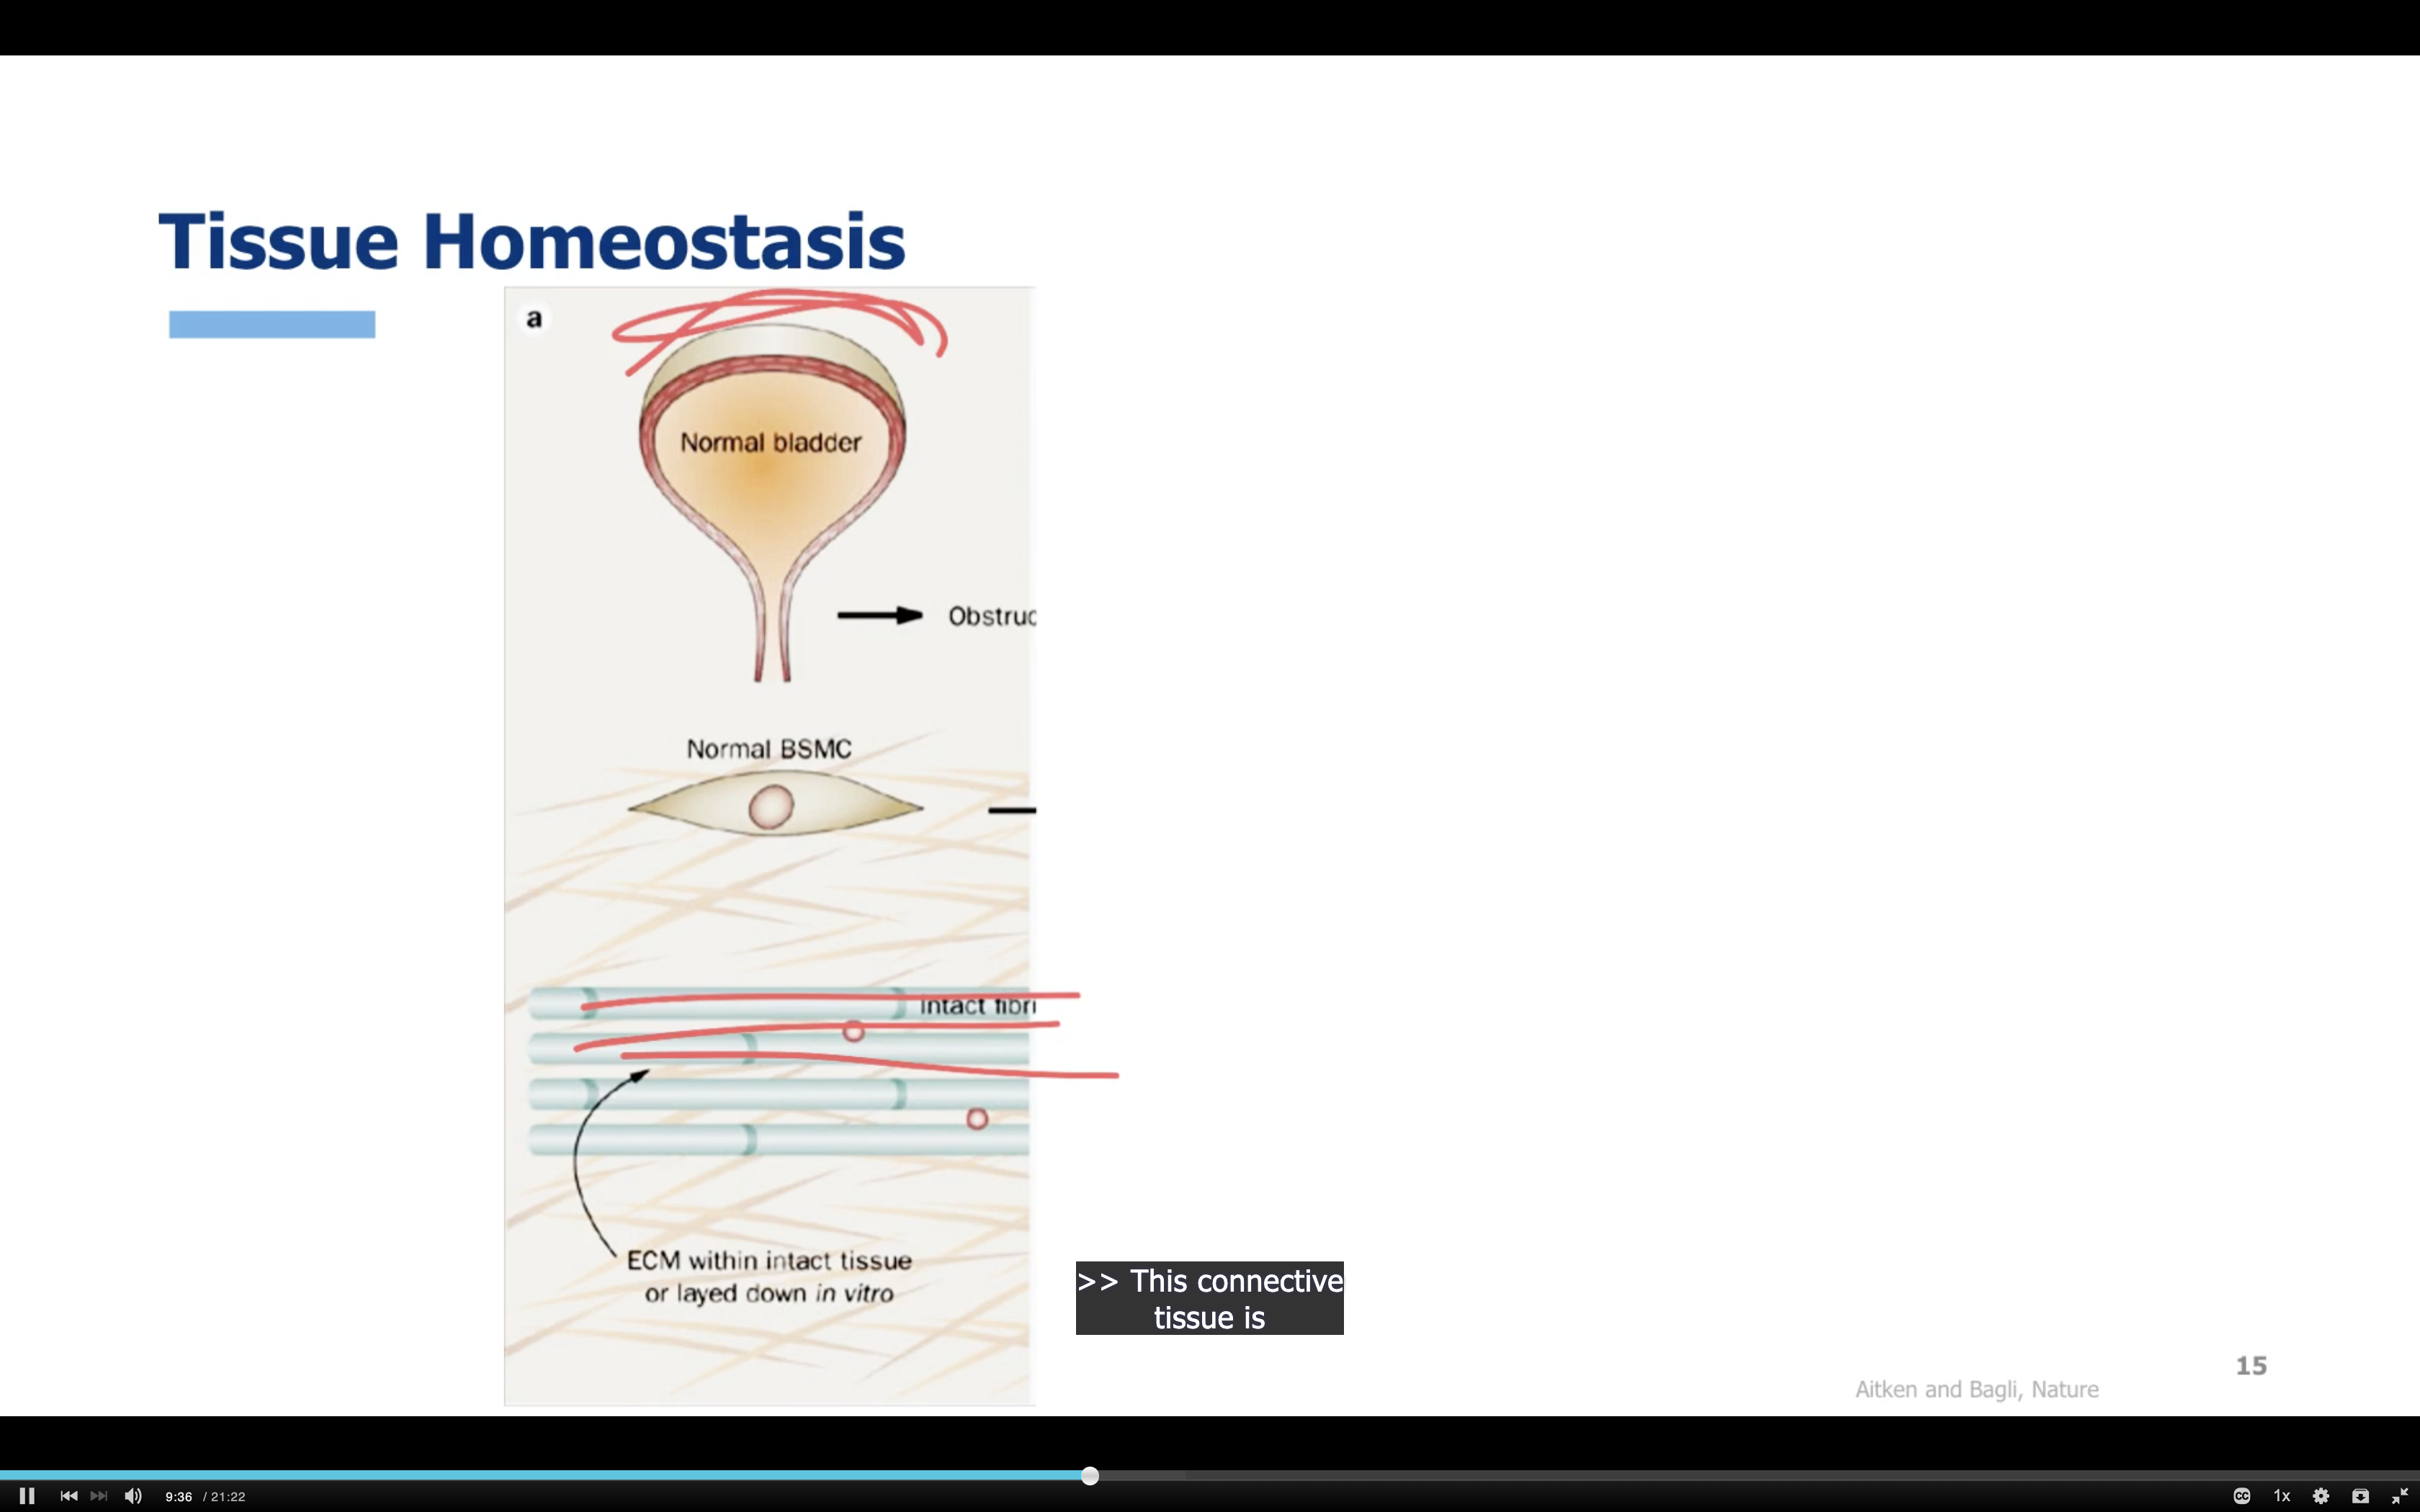 Tissue Homeostasis
a
Normal bladder
Obstruc
Normal BSMC
Intact fibri
ECM within intact tissue
or layed down in vitro
>> This connective
tissue is
15
Aitken and Bagli, Nature
9:36 / 21:22
CC
1x